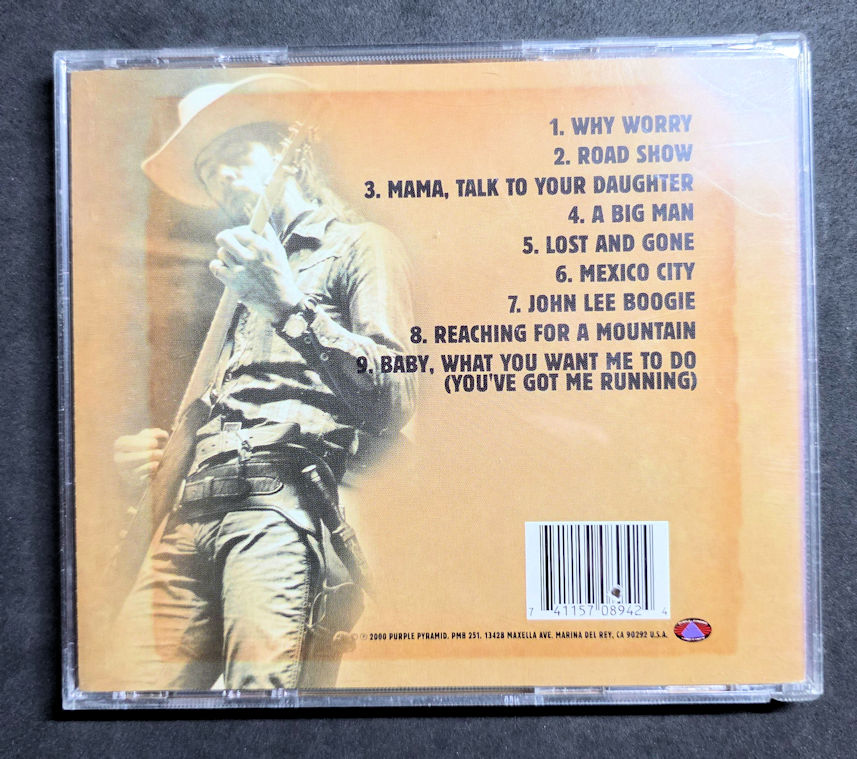 1. WHY WORRY
2. ROAD SHOW
3. MAMA, TALK TO YOUR DAUGHTER
4. A BIG MAN
5. LOST AND GONE
6. MEXICO CITY
7. JOHN LEE BOOGIE
8. REACHING FOR A MOUNTAIN
9. BABY, WHAT YOU WANT ME TO DO
(YOU'VE GOT ME RUNNING)
7 41157 08942 4
℗ 2000 PURPLE PYRAMID. PMB 251. 13428 MAXELLA AVE. MARINA DEL REY, CA 90292 U.S.A.